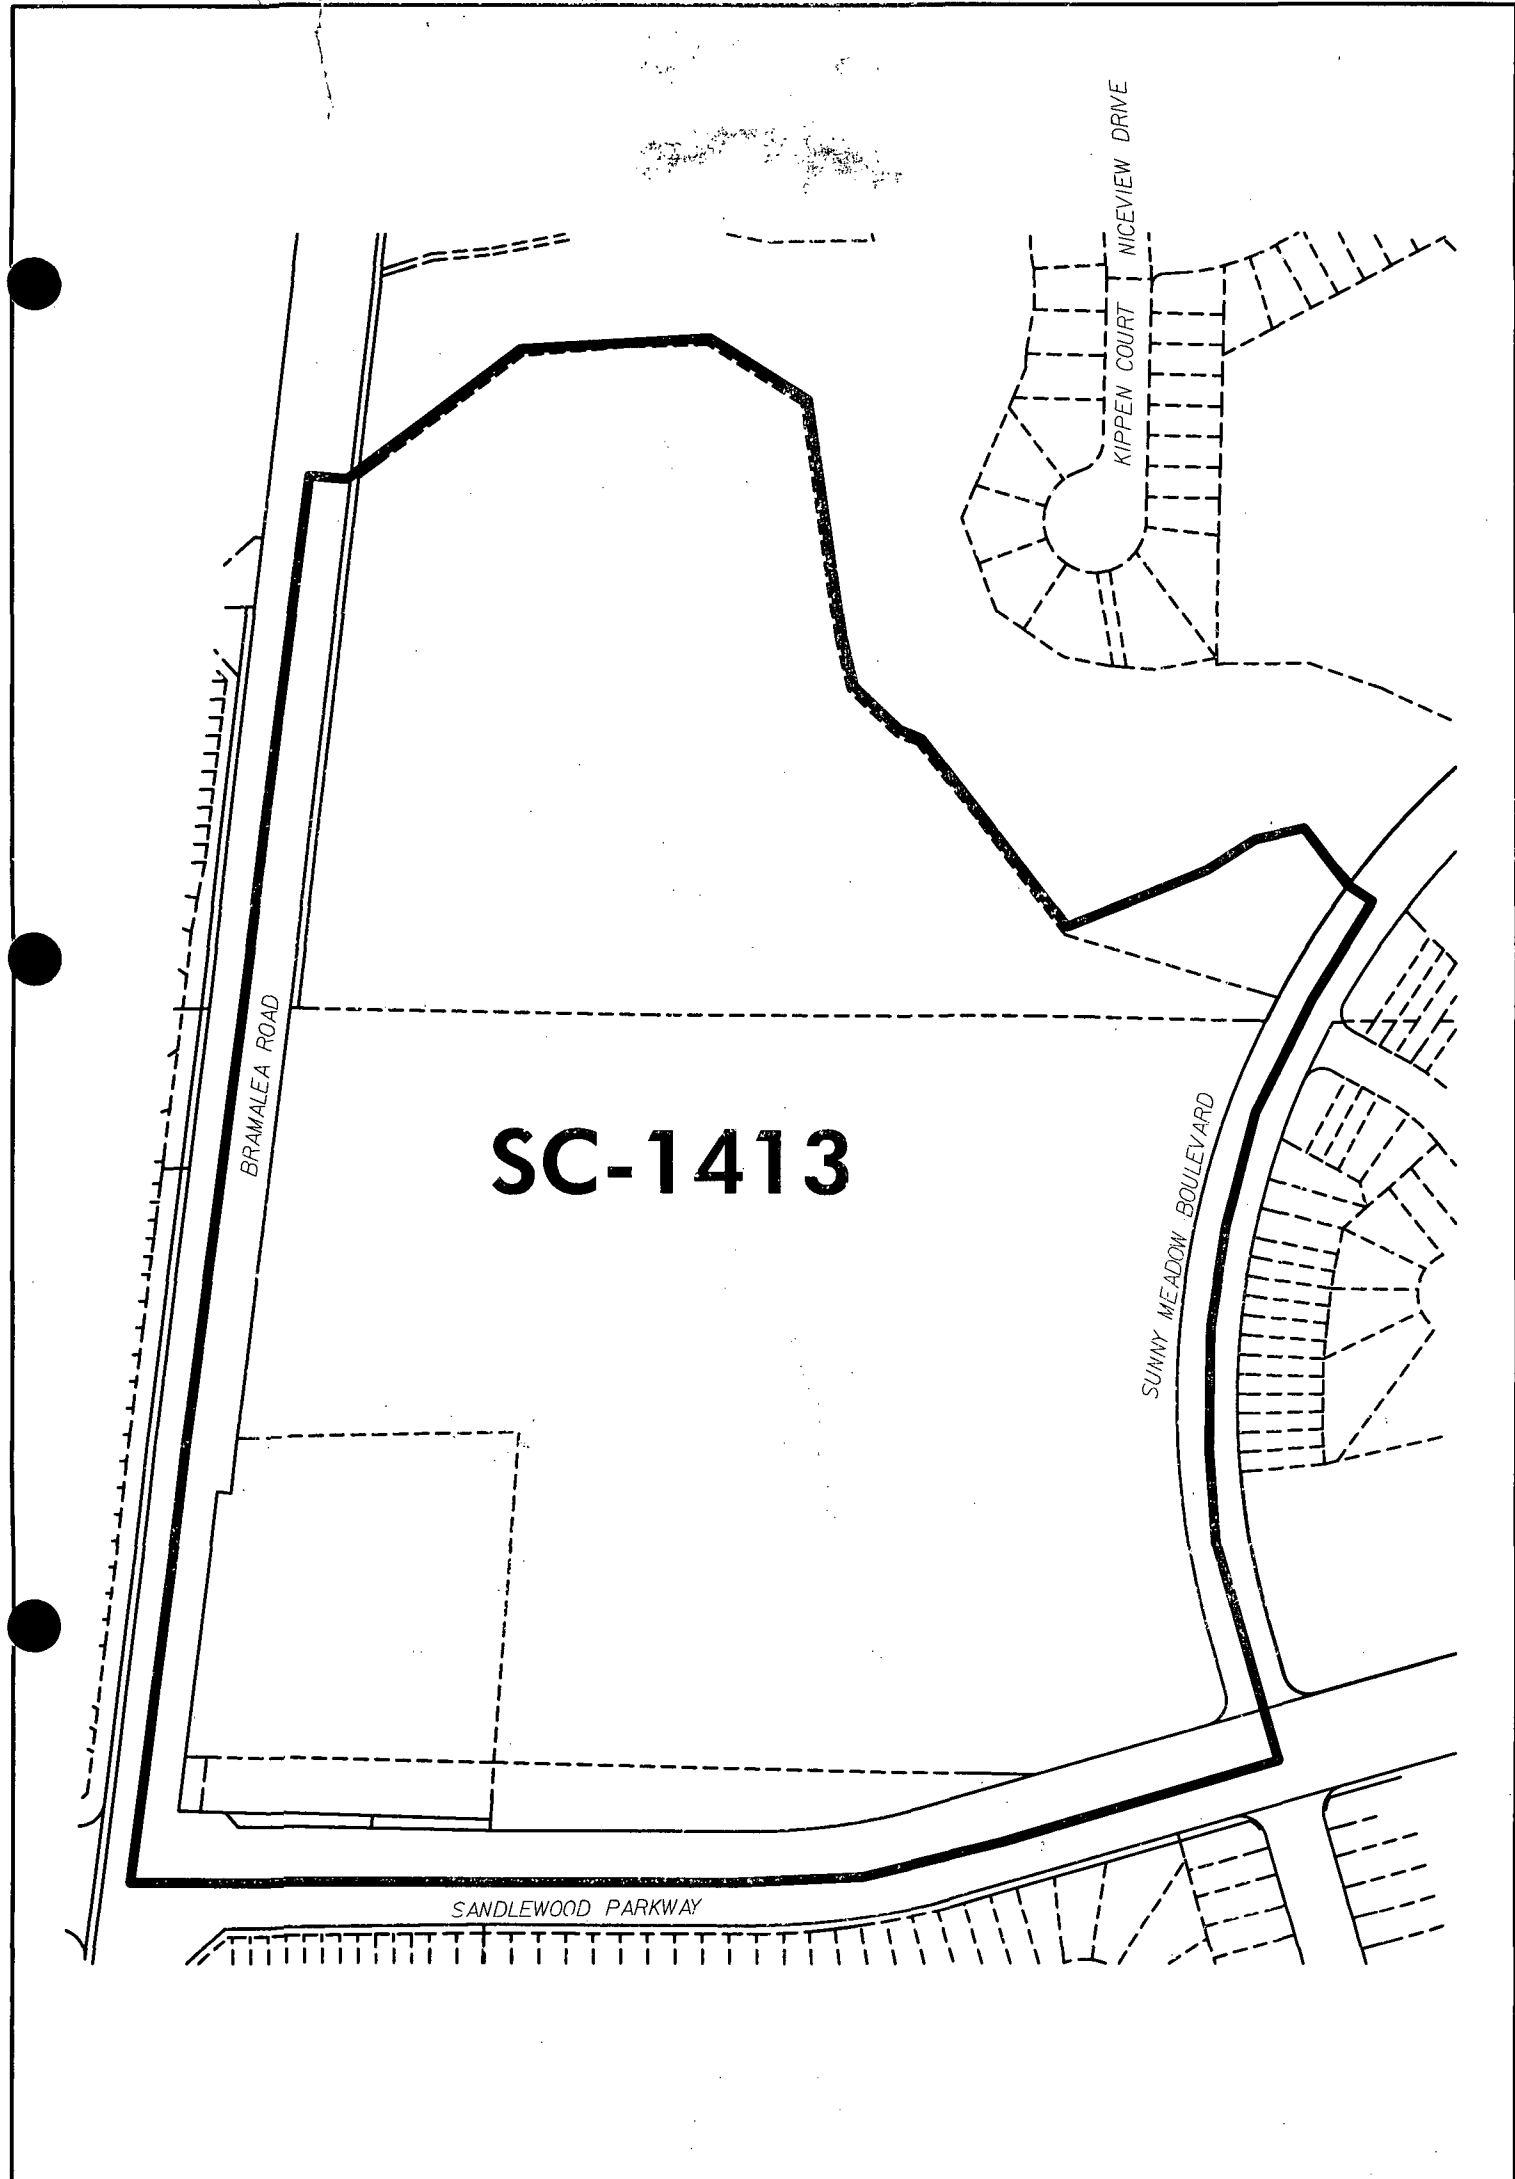 NICEVIEW DRIVE
KIPPEN COURT
BRAMALEA ROAD
SC-1413
SUNNY MEADOW BOULEVARD
SANDLEWOOD PARKWAY